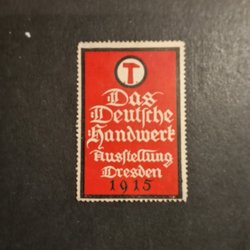 T
Das
Deutsche
Handwerk
Ausstellung
Dresden
1915